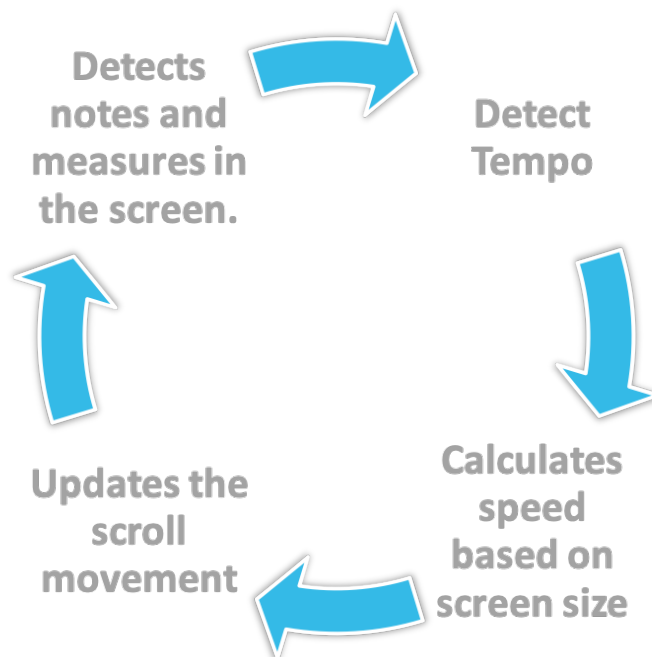 Detects
notes and
measures in
the screen.
Detect
Tempo
Calculates
speed
based on
screen size
Updates the
scroll
movement